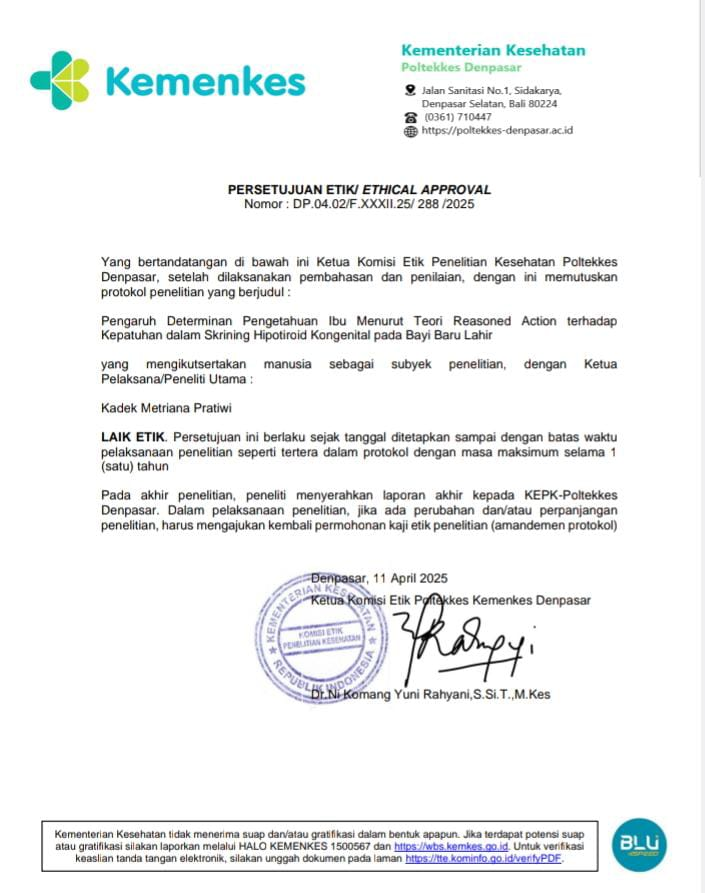 Kemenkes
Kementerian Kesehatan
Poltekkes Denpasar
Jalan Sanitasi No.1, Sidakarya,
Denpasar Selatan, Bali 80224
(0361) 710447
https://poltekkes-denpasar.ac.id
PERSETUJUAN ETIK/ ETHICAL APPROVAL
Nomor : DP.04.02/F.XXXII.25/ 288 /2025
Yang bertandatangan di bawah ini Ketua Komisi Etik Penelitian Kesehatan Poltekkes
Denpasar, setelah dilaksanakan pembahasan dan penilaian, dengan ini memutuskan
protokol penelitian yang berjudul :
Pengaruh Determinan Pengetahuan Ibu Menurut Teori Reasoned Action terhadap
Kepatuhan dalam Skrining Hipotiroid Kongenital pada Bayi Baru Lahir
yang mengikutsertakan manusia sebagai subyek penelitian, dengan Ketua
Pelaksana/Peneliti Utama :
Kadek Metriana Pratiwi
LAIK ETIK. Persetujuan ini berlaku sejak tanggal ditetapkan sampai dengan batas waktu
pelaksanaan penelitian seperti tertera dalam protokol dengan masa maksimum selama 1
(satu) tahun
Pada akhir penelitian, peneliti menyerahkan laporan akhir kepada KEPK-Poltekkes
Denpasar. Dalam pelaksanaan penelitian, jika ada perubahan dan/atau perpanjangan
penelitian, harus mengajukan kembali permohonan kaji etik penelitian (amandemen protokol)
Denpasar, 11 April 2025
Ketua Komisi Etik Poltekkes Kemenkes Denpasar
KEMENTERIAN KESEHATAN
KOMISI ETIK
PENELITIAN KESEHATAN
REPUBLIK INDONESIA
Dr.Ni Komang Yuni Rahyani,S.Si.T.,M.Kes
Kementerian Kesehatan tidak menerima suap dan/atau gratifikasi dalam bentuk apapun. Jika terdapat potensi suap
atau gratifikasi silakan laporkan melalui HALO KEMENKES 1500567 dan https://wbs.kemkes.go.id. Untuk verifikasi
keaslian tanda tangan elektronik, silakan unggah dokumen pada laman https://tte.kominfo.go.id/verifyPDF.
BLU